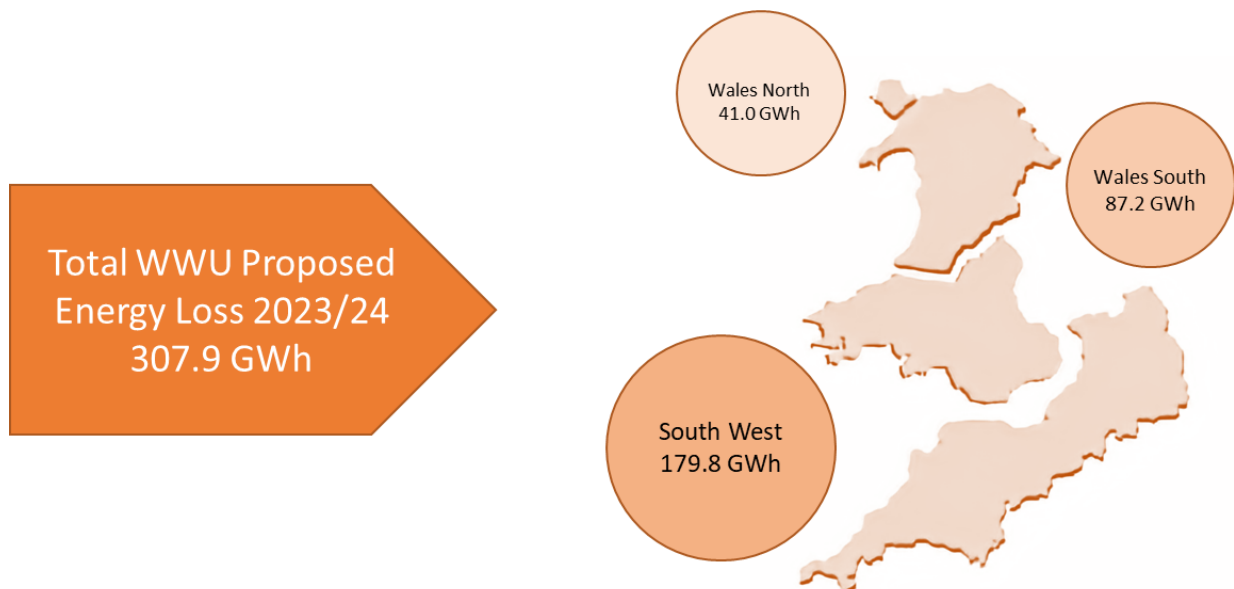 Total WWU Proposed
Energy Loss 2023/24
307.9 GWh
Wales North
41.0 GWh
Wales South
87.2 GWh
South West
179.8 GWh